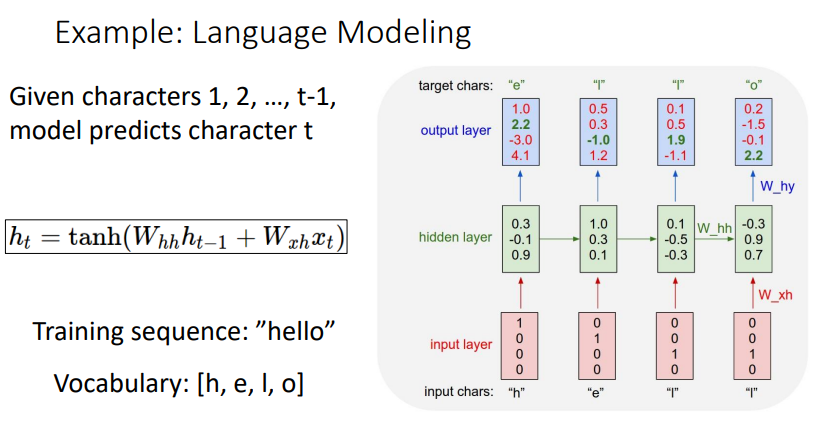 Example: Language Modeling
Given characters 1, 2, ..., t-1,
model predicts character t
h_t = tanh(W_hh h_{t−1} + W_xh x_t)
Training sequence: ”hello”
Vocabulary: [h, e, l, o]
target chars: “e” “l” “l” “o”
output layer
1.0 0.5 0.1 0.2
2.2 0.3 0.5 -1.5
-3.0 -1.0 1.9 -0.1
4.1 1.2 -1.1 2.2
W_hy
hidden layer
0.3 1.0 0.1 -0.3
-0.1 0.3 -0.5 0.9
0.9 0.1 -0.3 0.7
W_hh
W_xh
input layer
1 0 0 0
0 1 0 0
0 0 1 1
0 0 0 0
input chars: “h” “e” “l” “l”